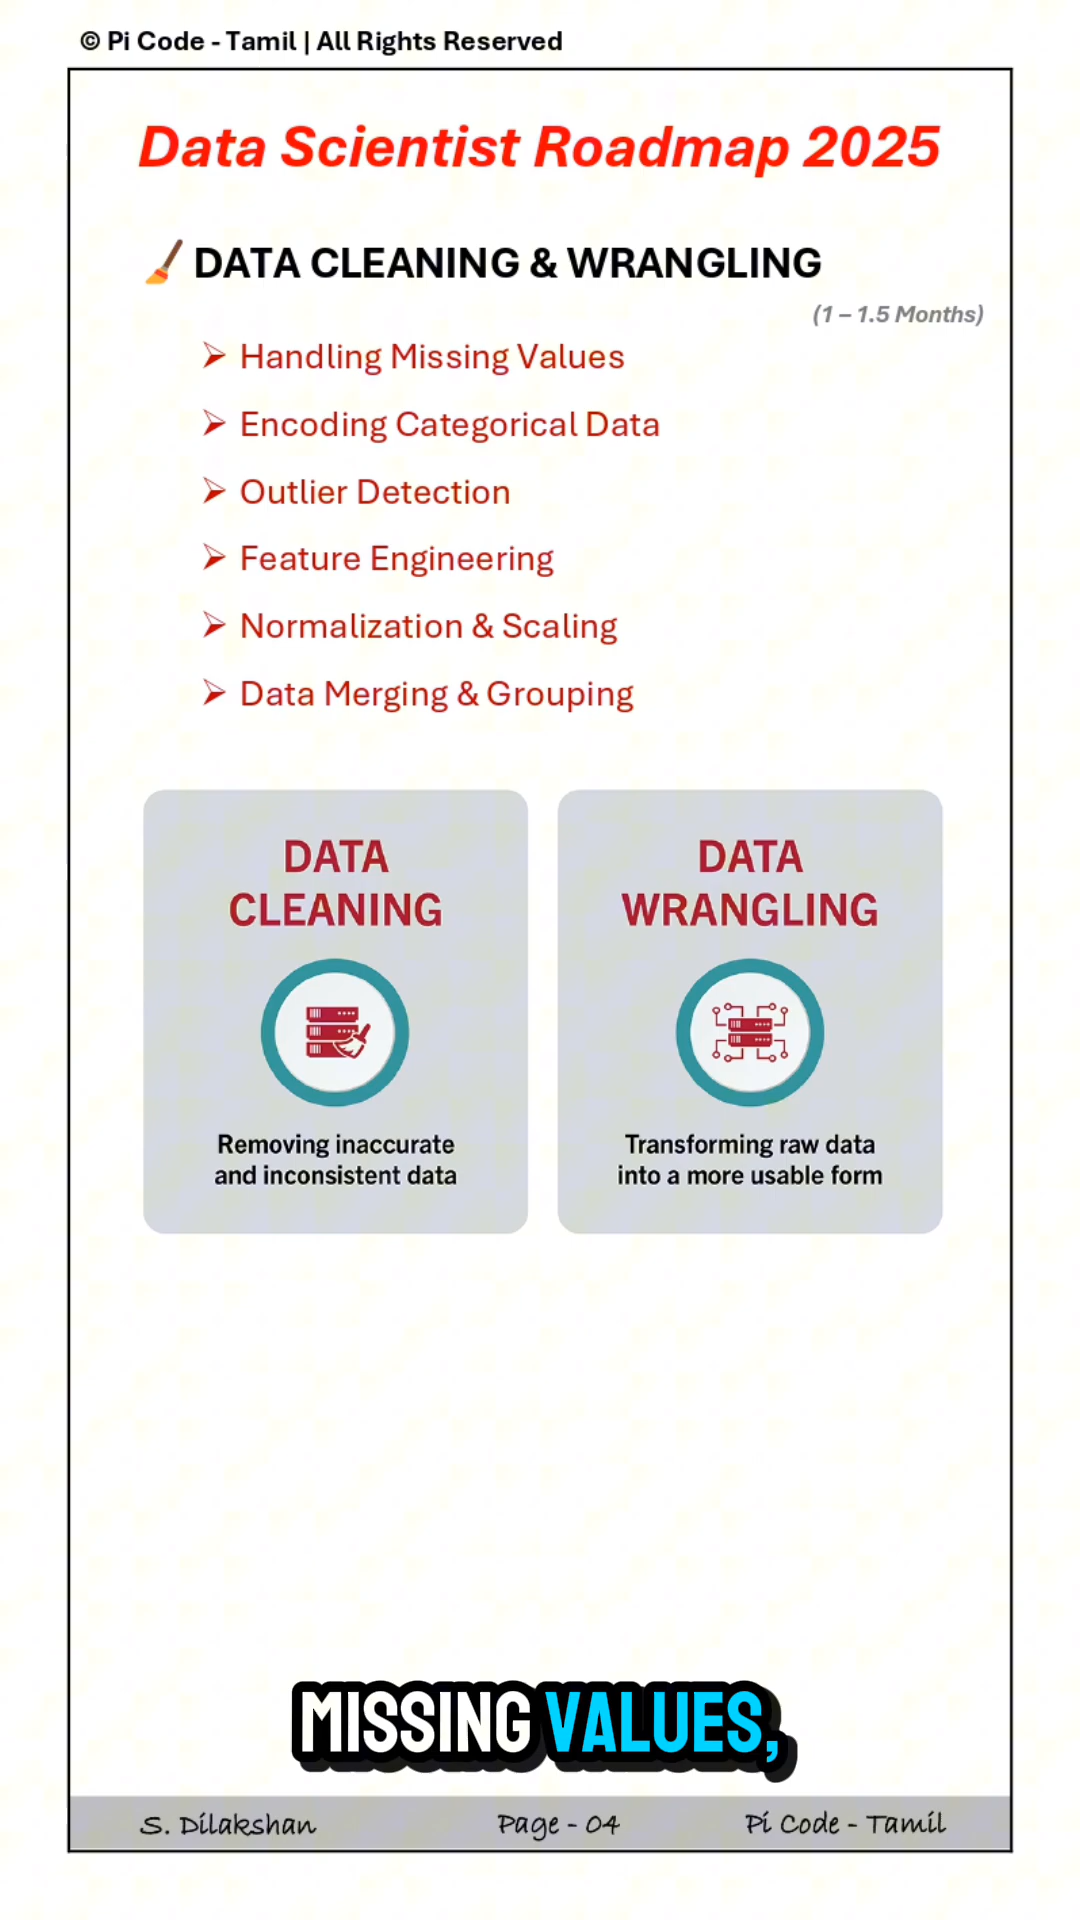 © Pi Code - Tamil | All Rights Reserved
Data Scientist Roadmap 2025
DATA CLEANING & WRANGLING
(1 – 1.5 Months)
➢ Handling Missing Values
➢ Encoding Categorical Data
➢ Outlier Detection
➢ Feature Engineering
➢ Normalization & Scaling
➢ Data Merging & Grouping
DATA
CLEANING
Removing inaccurate
and inconsistent data
DATA
WRANGLING
Transforming raw data
into a more usable form
MISSING VALUES,
S. Dilakshan Page - 04 Pi Code - Tamil